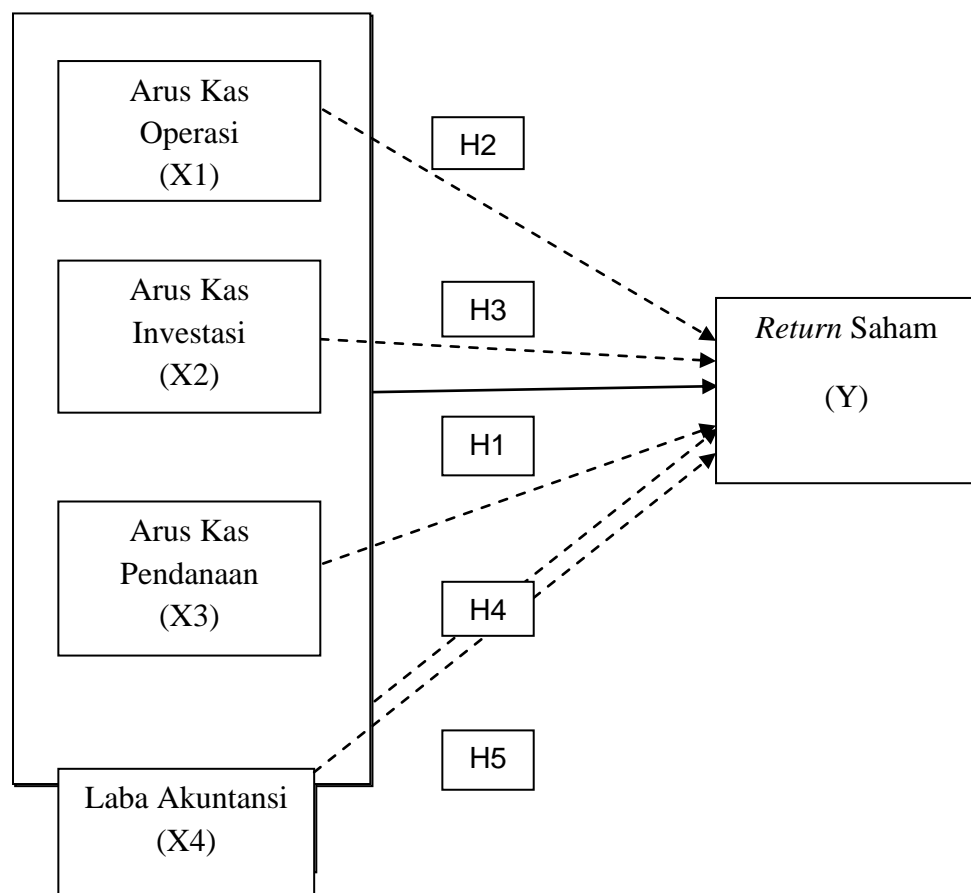 Arus Kas
Operasi
(X1)
H2
Arus Kas
Investasi
(X2)
H3
Return Saham
(Y)
H1
Arus Kas
Pendanaan
(X3)
H4
H5
Laba Akuntansi
(X4)